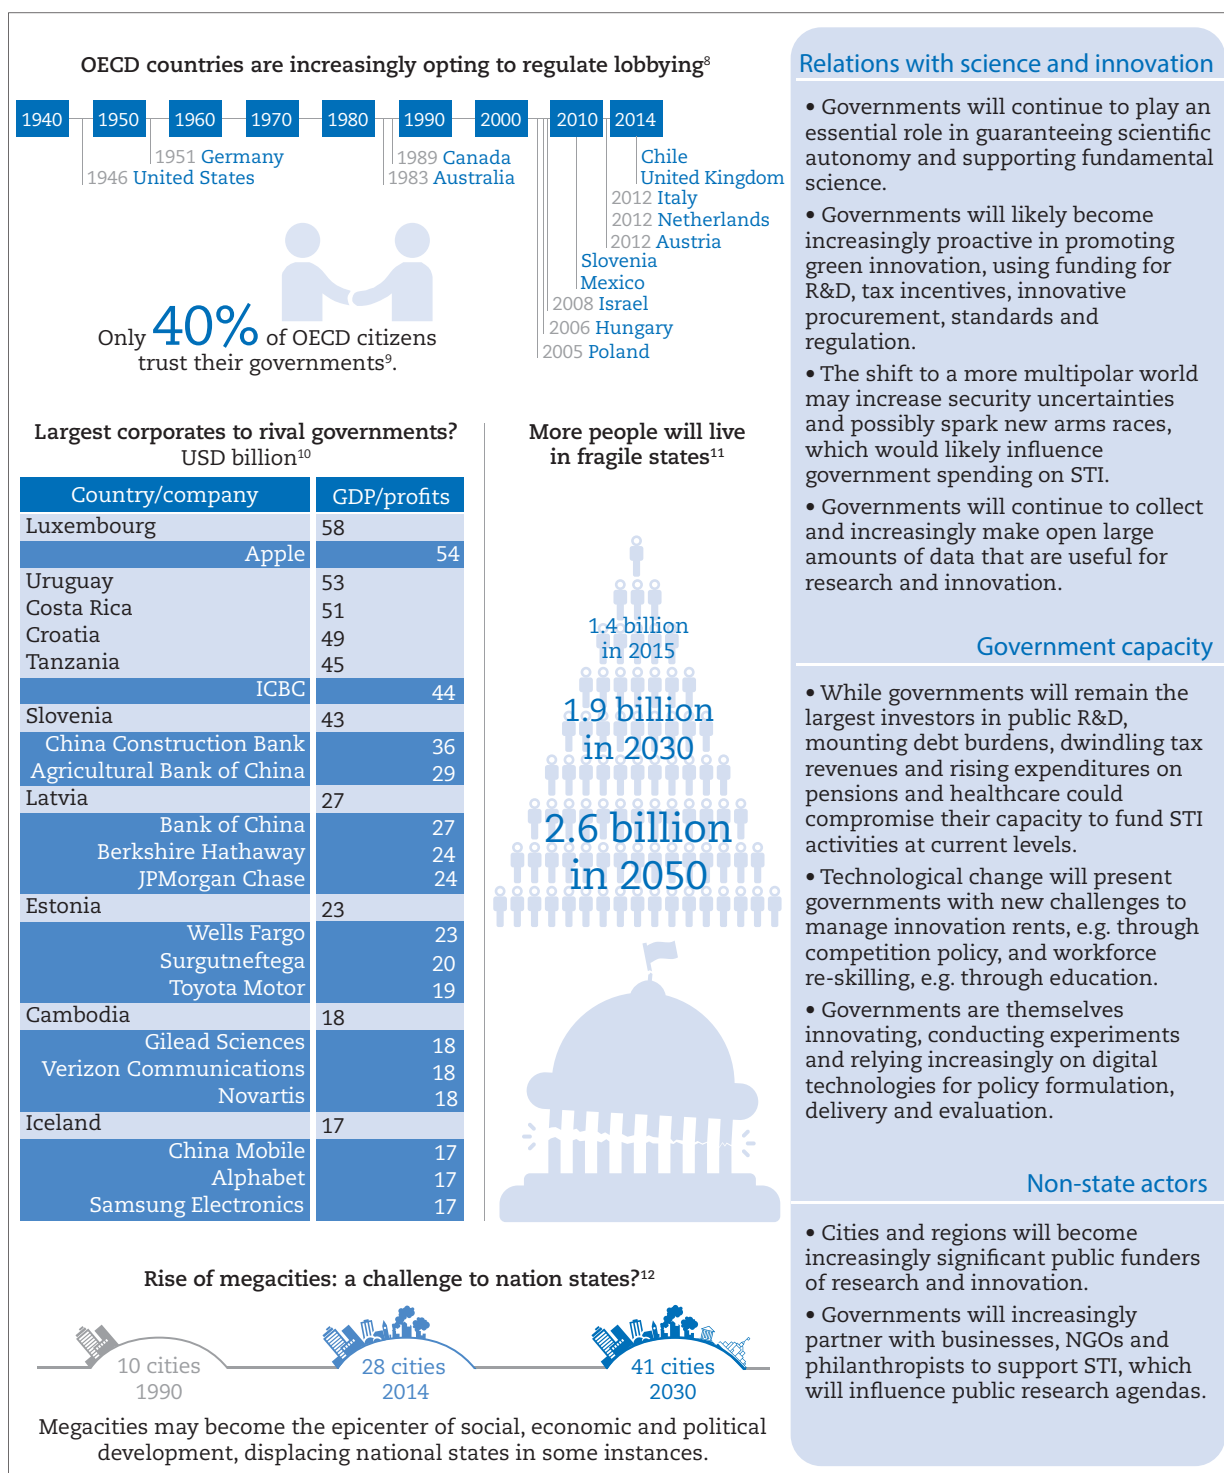 OECD countries are increasingly opting to regulate lobbying⁸
1940 1950 1960 1970 1980 1990 2000 2010 2014
1951 Germany
1946 United States
1989 Canada
1983 Australia
Chile
United Kingdom
2012 Italy
2012 Netherlands
2012 Austria
Slovenia
Mexico
2008 Israel
2006 Hungary
2005 Poland
Only 40% of OECD citizens
trust their governments⁹.
Largest corporates to rival governments?
USD billion¹⁰
Country/company GDP/profits
Luxembourg 58
Apple 54
Uruguay 53
Costa Rica 51
Croatia 49
Tanzania 45
ICBC 44
Slovenia 43
China Construction Bank 36
Agricultural Bank of China 29
Latvia 27
Bank of China 27
Berkshire Hathaway 24
JPMorgan Chase 24
Estonia 23
Wells Fargo 23
Surgutneftega 20
Toyota Motor 19
Cambodia 18
Gilead Sciences 18
Verizon Communications 18
Novartis 18
Iceland 17
China Mobile 17
Alphabet 17
Samsung Electronics 17
More people will live
in fragile states¹¹
1.4 billion
in 2015
1.9 billion
in 2030
2.6 billion
in 2050
Rise of megacities: a challenge to nation states?¹²
10 cities
1990
28 cities
2014
41 cities
2030
Megacities may become the epicenter of social, economic and political
development, displacing national states in some instances.
Relations with science and innovation
• Governments will continue to play an
essential role in guaranteeing scientific
autonomy and supporting fundamental
science.
• Governments will likely become
increasingly proactive in promoting
green innovation, using funding for
R&D, tax incentives, innovative
procurement, standards and
regulation.
• The shift to a more multipolar world
may increase security uncertainties
and possibly spark new arms races,
which would likely influence
government spending on STI.
• Governments will continue to collect
and increasingly make open large
amounts of data that are useful for
research and innovation.
Government capacity
• While governments will remain the
largest investors in public R&D,
mounting debt burdens, dwindling tax
revenues and rising expenditures on
pensions and healthcare could
compromise their capacity to fund STI
activities at current levels.
• Technological change will present
governments with new challenges to
manage innovation rents, e.g. through
competition policy, and workforce
re-skilling, e.g. through education.
• Governments are themselves
innovating, conducting experiments
and relying increasingly on digital
technologies for policy formulation,
delivery and evaluation.
Non-state actors
• Cities and regions will become
increasingly significant public funders
of research and innovation.
• Governments will increasingly
partner with businesses, NGOs and
philanthropists to support STI, which
will influence public research agendas.